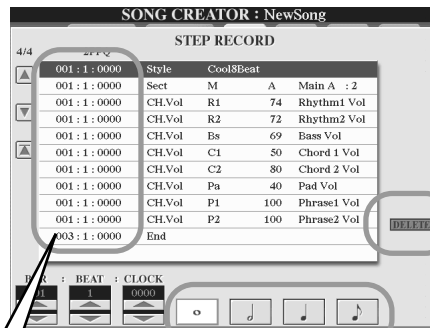 SONG CREATOR : NewSong
STEP RECORD
4/4
001 : 1 : 0000 Style Cool8Beat
001 : 1 : 0000 Sect M A Main A : 2
001 : 1 : 0000 CH.Vol R1 74 Rhythm1 Vol
001 : 1 : 0000 CH.Vol R2 72 Rhythm2 Vol
001 : 1 : 0000 CH.Vol Bs 69 Bass Vol
001 : 1 : 0000 CH.Vol C1 50 Chord 1 Vol
001 : 1 : 0000 CH.Vol C2 80 Chord 2 Vol
001 : 1 : 0000 CH.Vol Pa 40 Pad Vol
001 : 1 : 0000 CH.Vol P1 100 Phrase1 Vol
001 : 1 : 0000 CH.Vol P2 100 Phrase2 Vol
003 : 1 : 0000 End
DELETE
: BEAT : CLOCK
1 0000